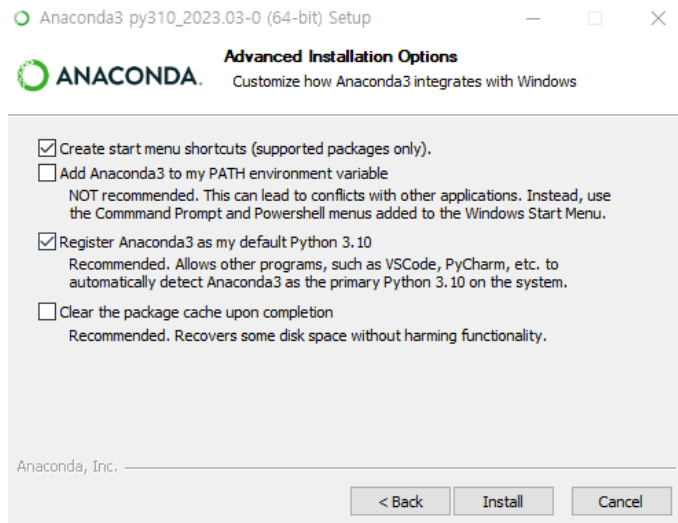 Anaconda3 py310_2023.03-0 (64-bit) Setup
ANACONDA.
Advanced Installation Options
Customize how Anaconda3 integrates with Windows
Create start menu shortcuts (supported packages only).
Add Anaconda3 to my PATH environment variable
NOT recommended. This can lead to conflicts with other applications. Instead, use
the Commmand Prompt and Powershell menus added to the Windows Start Menu.
Register Anaconda3 as my default Python 3.10
Recommended. Allows other programs, such as VSCode, PyCharm, etc. to
automatically detect Anaconda3 as the primary Python 3.10 on the system.
Clear the package cache upon completion
Recommended. Recovers some disk space without harming functionality.
Anaconda, Inc.
< Back
Install
Cancel